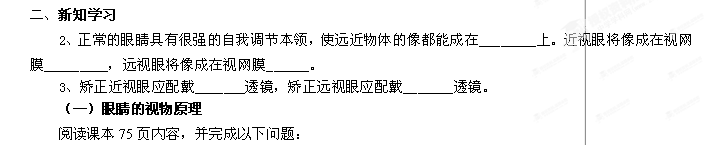 二、新知学习
2、正常的眼睛具有很强的自我调节本领，使远近物体的像都能成在________上。近视眼将像成在视网
膜_________，远视眼将像成在视网膜______。
3、矫正近视眼应配戴_______透镜，矫正远视眼应配戴_______透镜。
（一）眼睛的视物原理
阅读课本 75 页内容，并完成以下问题：